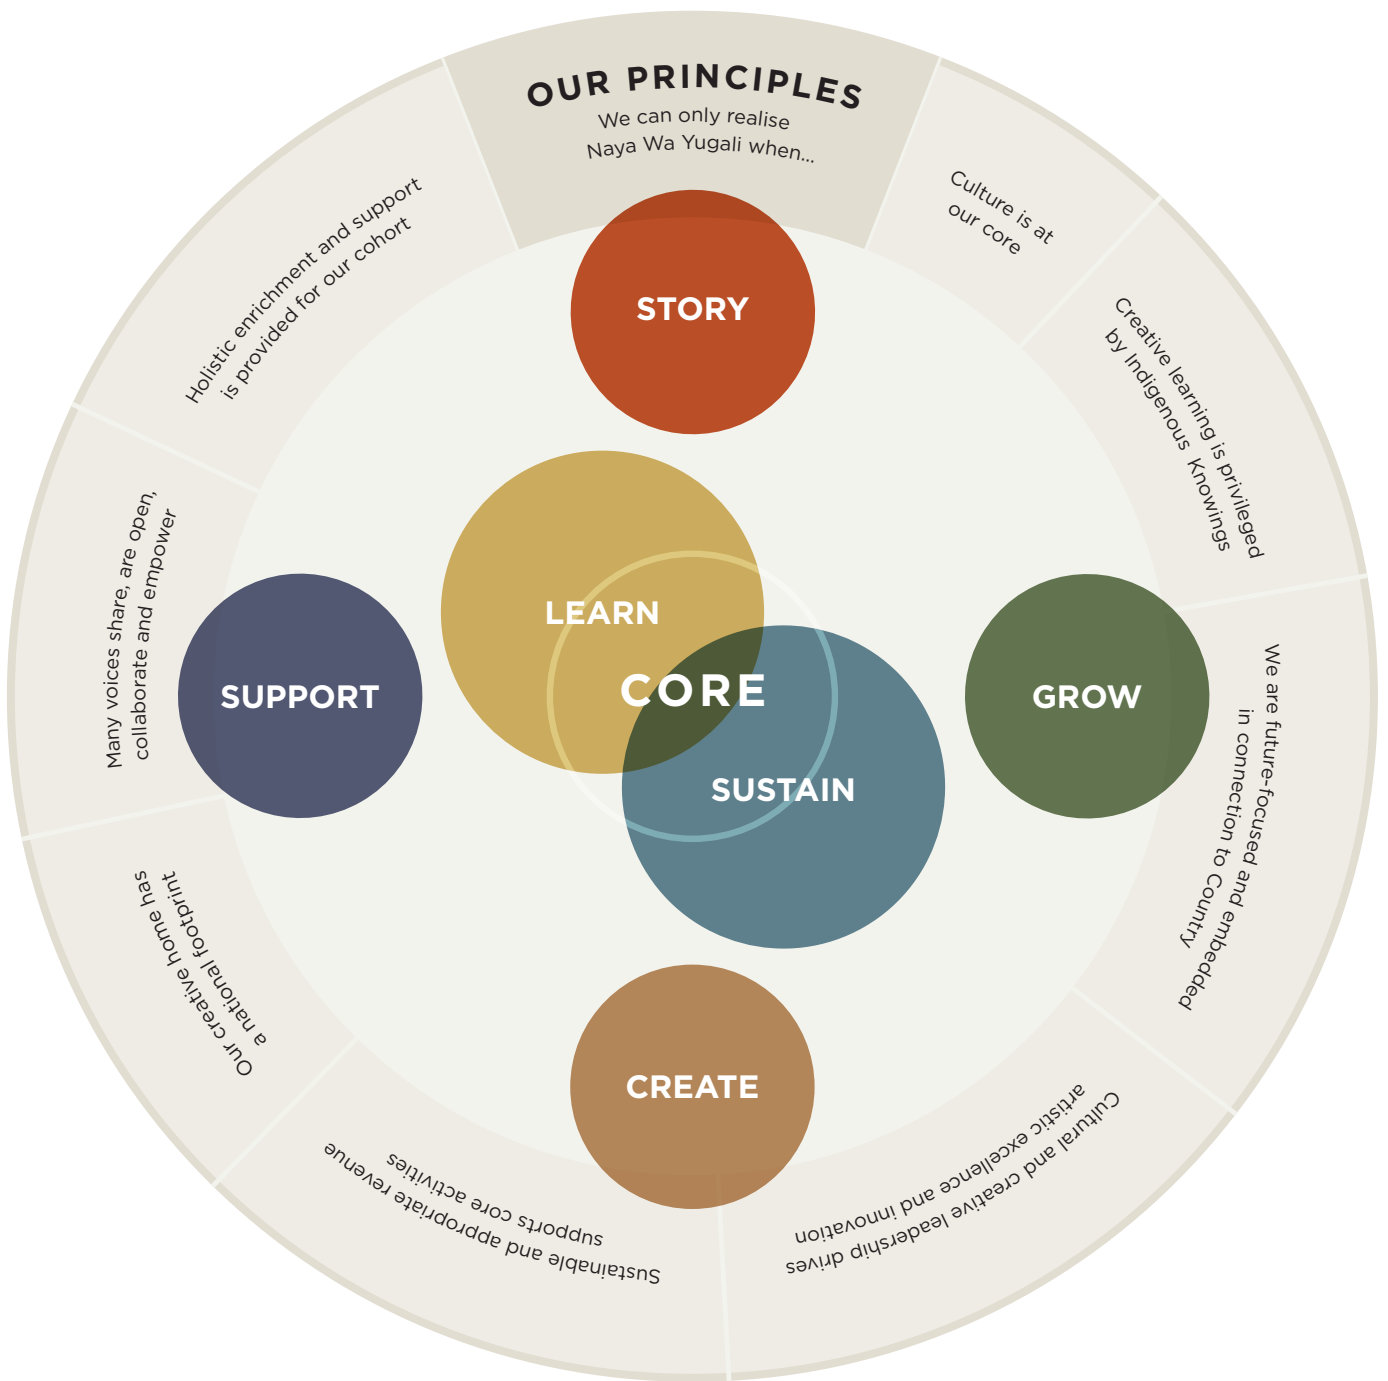 OUR PRINCIPLES
We can only realise
Naya Wa Yugali when...
Culture is at
our core
Creative learning is privileged
by Indigenous Knowings
We are future-focused and embedded
in connection to Country
Cultural and creative leadership drives
artistic excellence and innovation
Sustainable and appropriate revenue
supports core activities
Our creative home has
a national footprint
Many voices share, are open,
collaborate and empower
Holistic enrichment and support
is provided for our cohort
STORY
LEARN
CORE
SUPPORT
GROW
SUSTAIN
CREATE